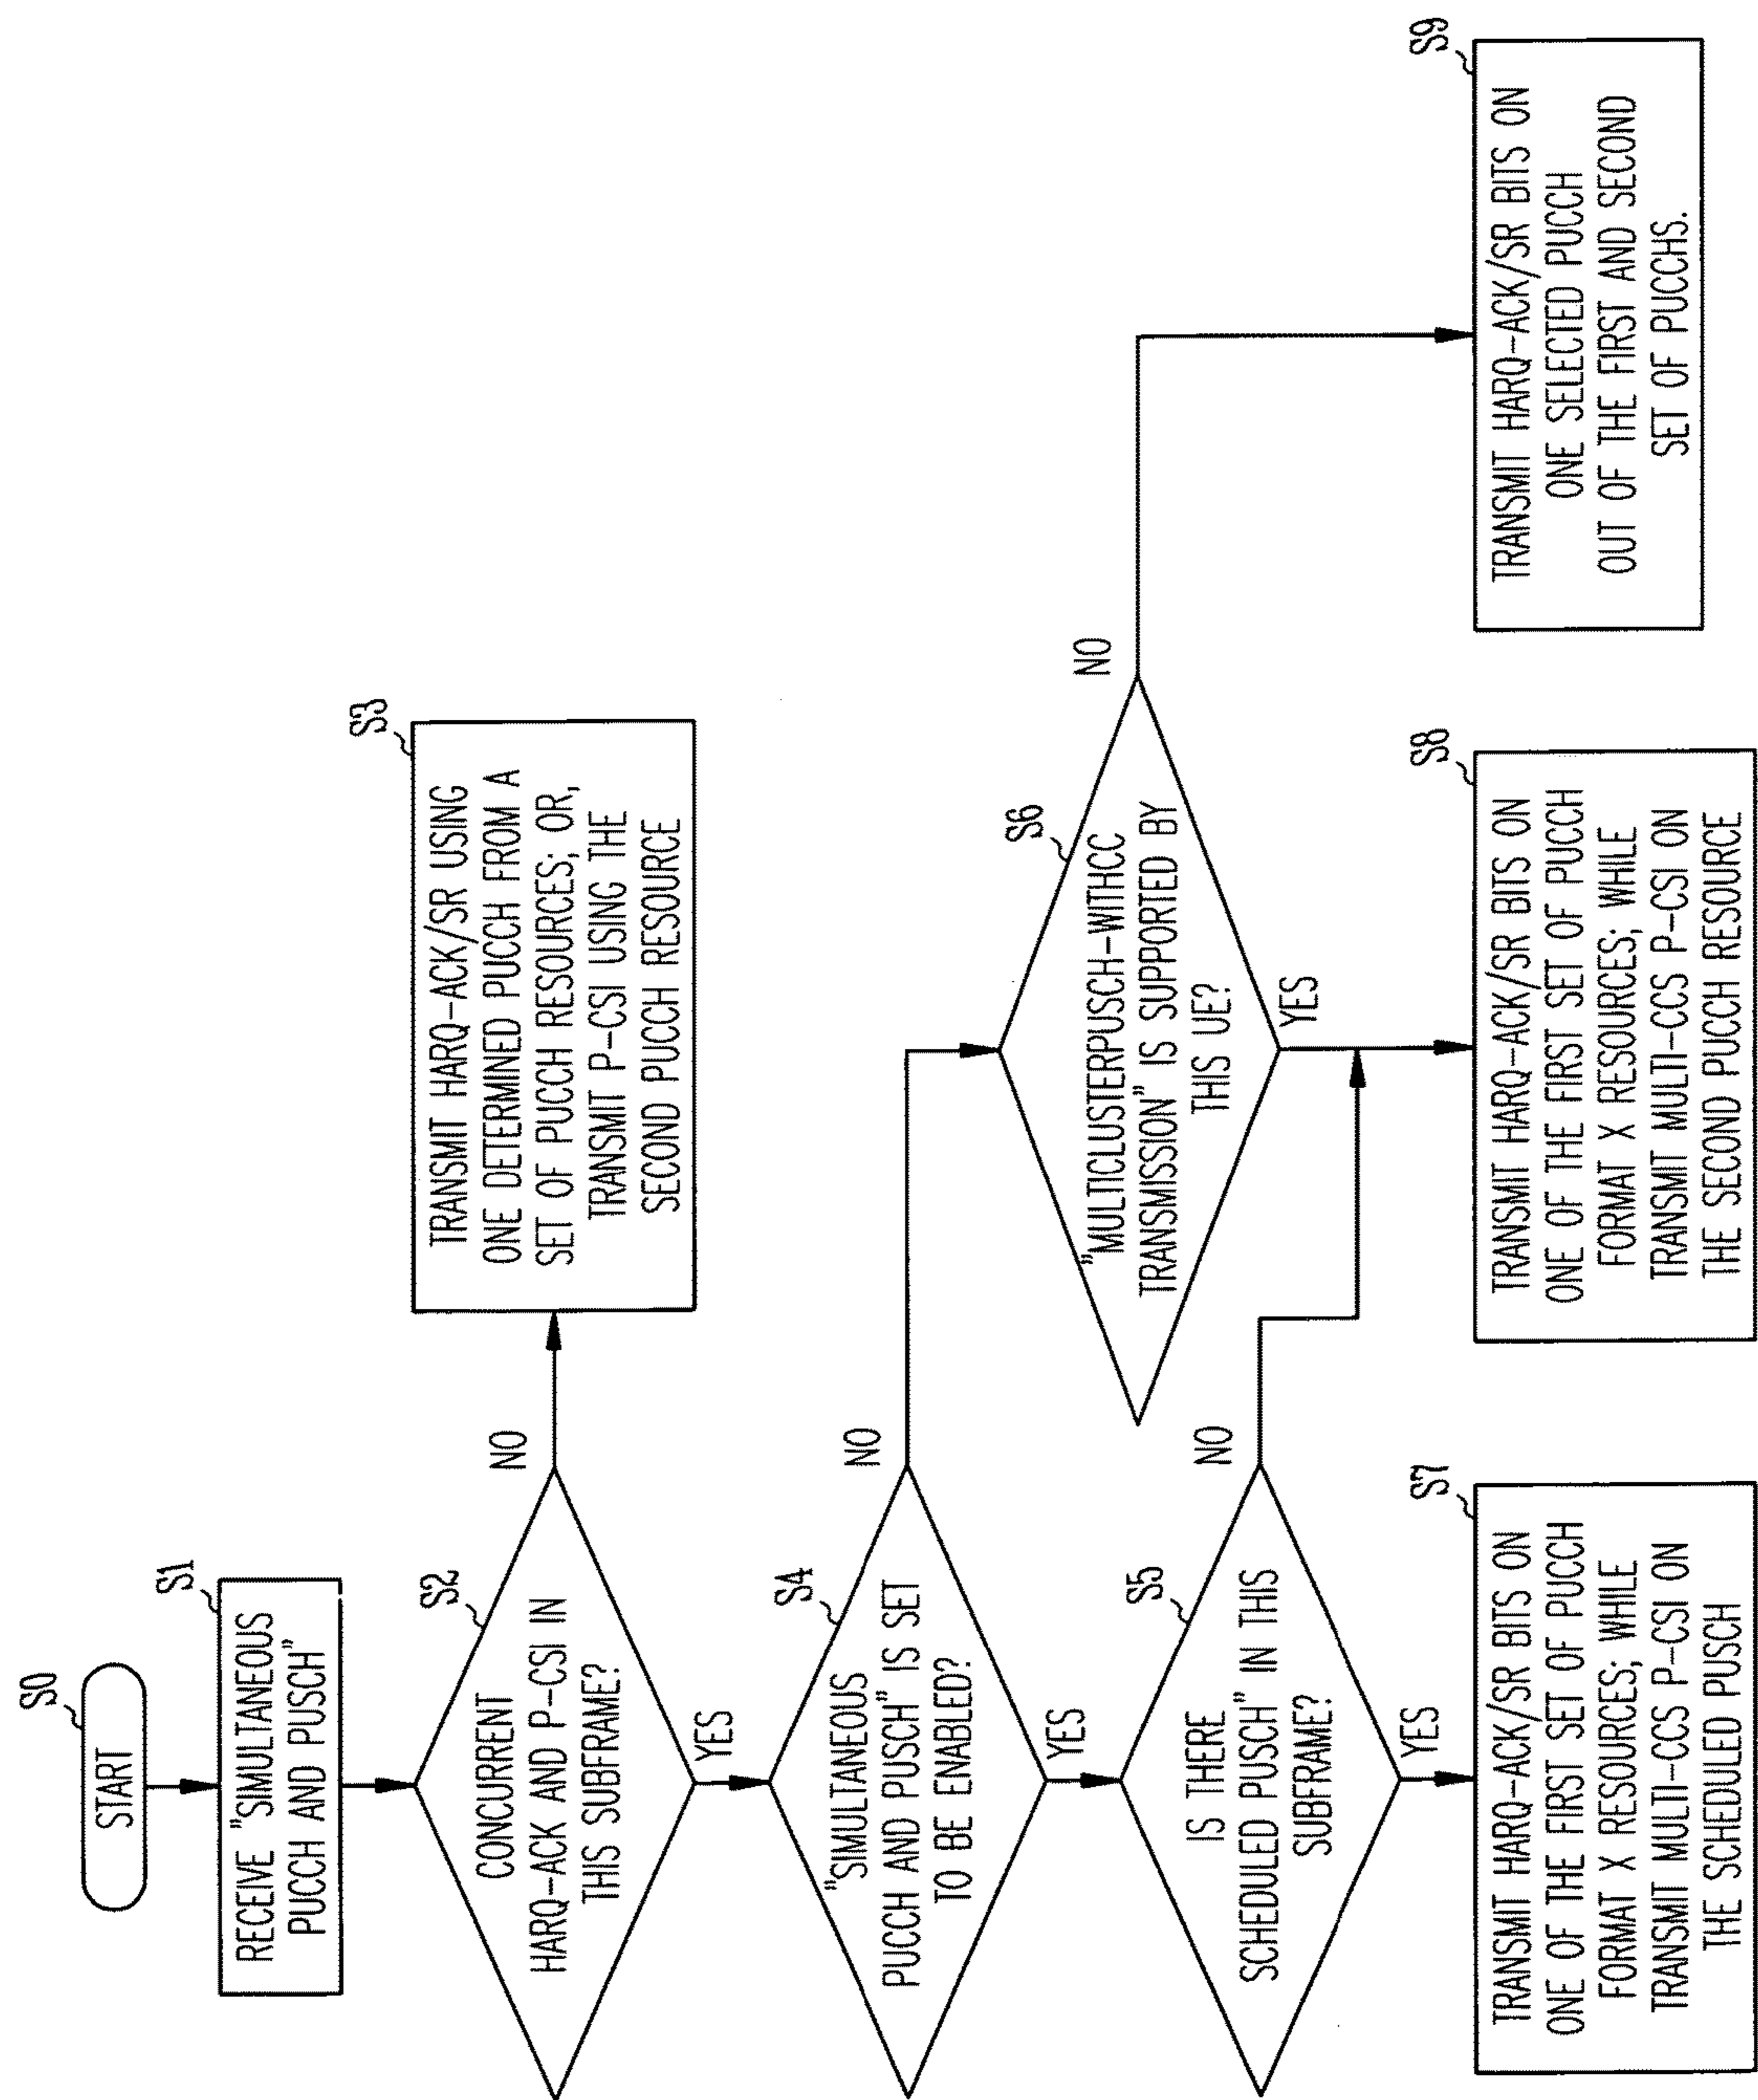 S0
START
S1
RECEIVE "SIMULTANEOUS
PUCCH AND PUSCH"
S2
CONCURRENT
HARQ-ACK AND P-CSI IN
THIS SUBFRAME?
NO
YES
S3
TRANSMIT HARQ-ACK/SR USING
ONE DETERMINED PUCCH FROM A
SET OF PUCCH RESOURCES; OR,
TRANSMIT P-CSI USING THE
SECOND PUCCH RESOURCE
S4
"SIMULTANEOUS
PUCCH AND PUSCH" IS SET
TO BE ENABLED?
NO
YES
S5
IS THERE
SCHEDULED PUSCH" IN THIS
SUBFRAME?
NO
YES
S6
"MULTICLUSTERPUSCH-WITHCC
TRANSMISSION" IS SUPPORTED BY
THIS UE?
NO
YES
S7
TRANSMIT HARQ-ACK/SR BITS ON
ONE OF THE FIRST SET OF PUCCH
FORMAT X RESOURCES; WHILE
TRANSMIT MULTI-CCS P-CSI ON
THE SCHEDULED PUSCH
S8
TRANSMIT HARQ-ACK/SR BITS ON
ONE OF THE FIRST SET OF PUCCH
FORMAT X RESOURCES; WHILE
TRANSMIT MULTI-CCS P-CSI ON
THE SECOND PUCCH RESOURCE
S9
TRANSMIT HARQ-ACK/SR BITS ON
ONE SELECTED PUCCH
OUT OF THE FIRST AND SECOND
SET OF PUCCHS.